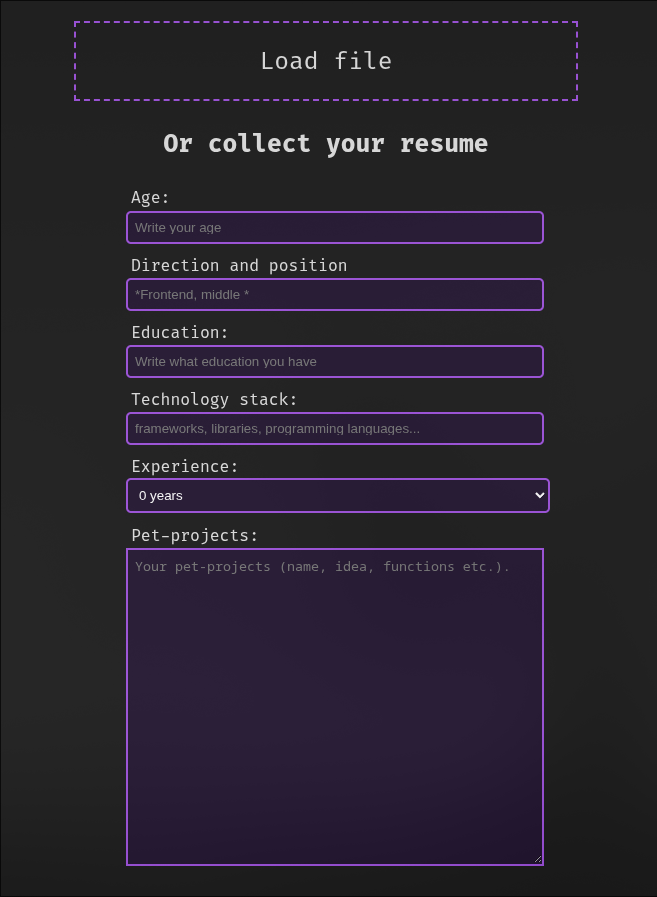 Load file
Or collect your resume
Age:
Write your age
Direction and position
*Frontend, middle *
Education:
Write what education you have
Technology stack:
frameworks, libraries, programming languages...
Experience:
0 years
Pet-projects:
Your pet-projects (name, idea, functions etc.).